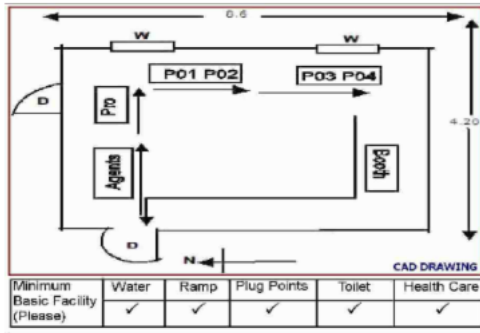 0.6
W
W
P01 P02
P03 P04
D
Pro
4.20
Agents
Booth
D
N
CAD DRAWING
Minimum Basic Facility (Please)
Water
Ramp
Plug Points
Toilet
Health Care
✓ ✓ ✓ ✓ ✓